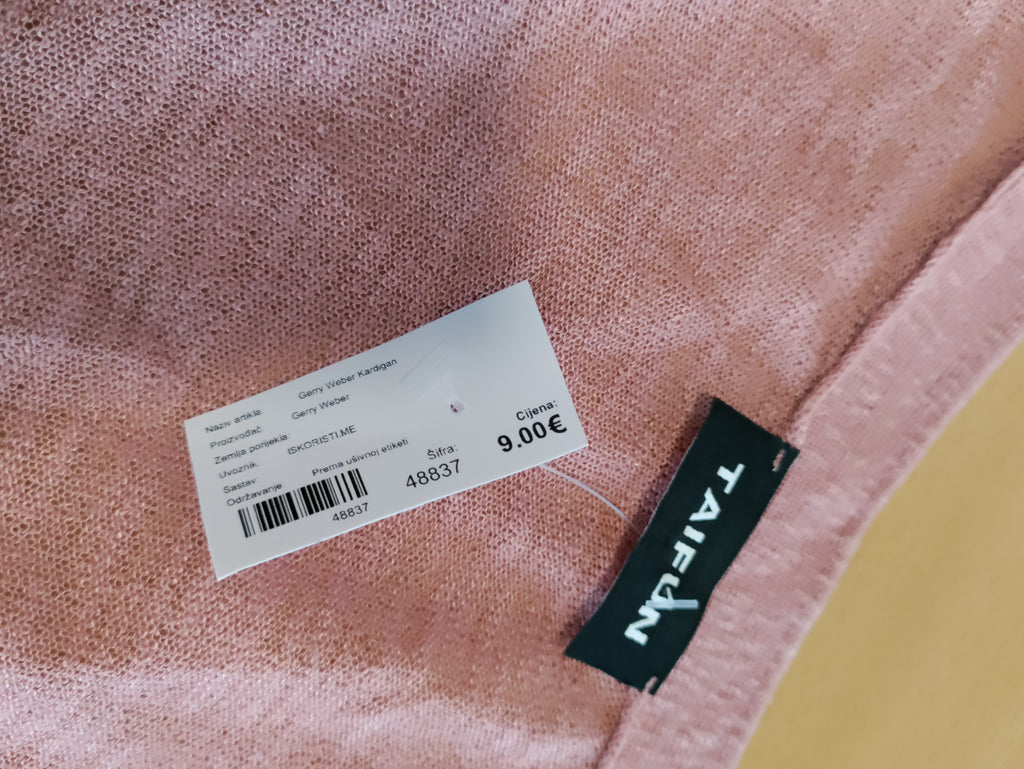 Naziv artikla: Gerry Weber Kardigan
Proizvođač: Gerry Weber
Zemlja porijekla:
Uvoznik: ISKORISTI.ME
Sastav:
Održavanje: Prema ušivnoj etiketi
48837
Šifra:
48837
Cijena:
9.00€
TAIFUN